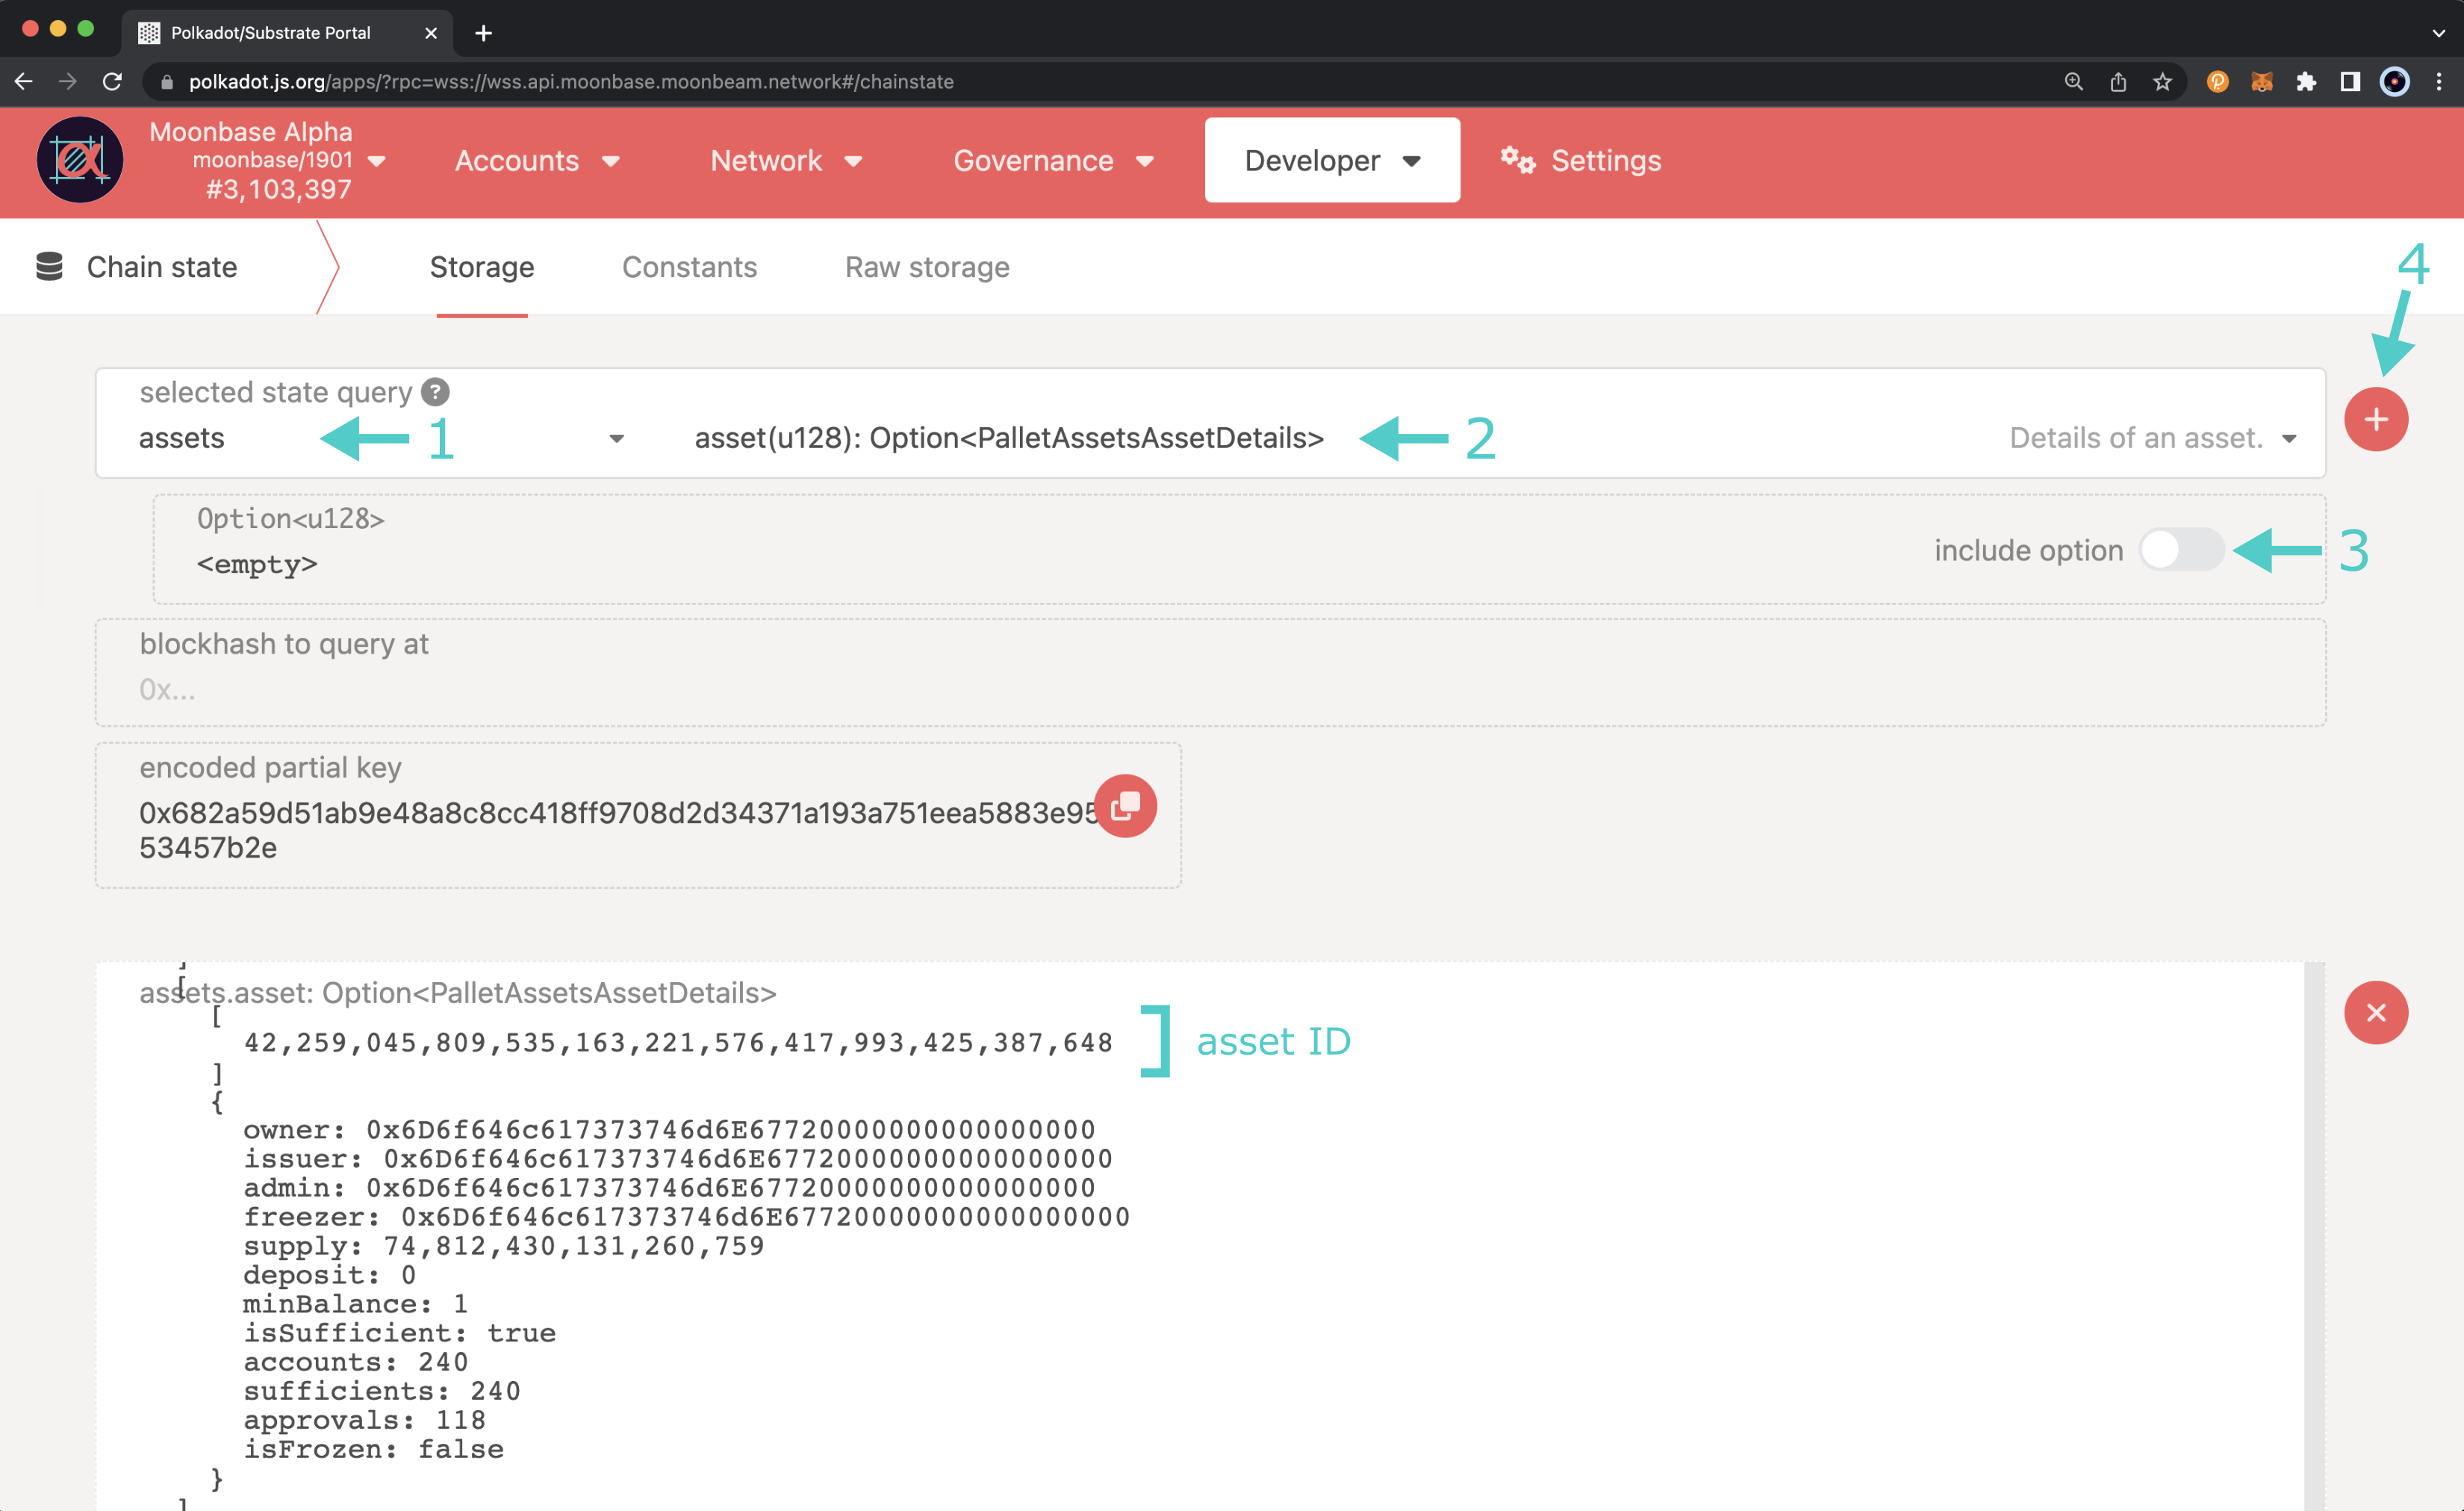 Polkadot/Substrate Portal
polkadot.js.org/apps/?rpc=wss://wss.api.moonbase.moonbeam.network#/chainstate
Moonbase Alpha
moonbase/1901
#3,103,397
Accounts
Network
Governance
Developer
Settings
Chain state
Storage
Constants
Raw storage
4
selected state query ?
assets
1
asset(u128): Option<PalletAssetsAssetDetails>
2
Details of an asset.
Option<u128>
<empty>
include option
3
blockhash to query at
0x...
encoded partial key
0x682a59d51ab9e48a8c8cc418ff9708d2d34371a193a751eea5883e95
53457b2e
]
[
assets.asset: Option<PalletAssetsAssetDetails>
[
42,259,045,809,535,163,221,576,417,993,425,387,648
asset ID
]
{
owner: 0x6D6f646c617373746d6E67720000000000000000
issuer: 0x6D6f646c617373746d6E67720000000000000000
admin: 0x6D6f646c617373746d6E67720000000000000000
freezer: 0x6D6f646c617373746d6E67720000000000000000
supply: 74,812,430,131,260,759
deposit: 0
minBalance: 1
isSufficient: true
accounts: 240
sufficients: 240
approvals: 118
isFrozen: false
}
]